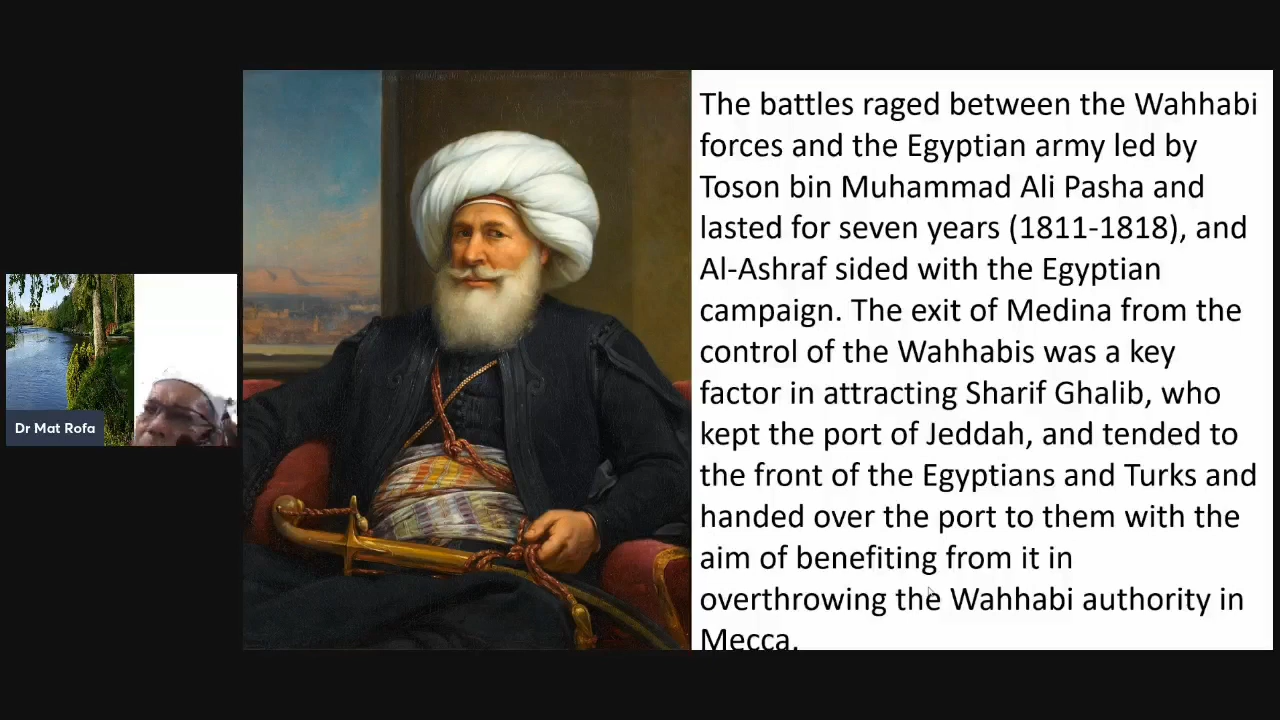 The battles raged between the Wahhabi
forces and the Egyptian army led by
Toson bin Muhammad Ali Pasha and
lasted for seven years (1811-1818), and
Al-Ashraf sided with the Egyptian
campaign. The exit of Medina from the
control of the Wahhabis was a key
factor in attracting Sharif Ghalib, who
kept the port of Jeddah, and tended to
the front of the Egyptians and Turks and
handed over the port to them with the
aim of benefiting from it in
overthrowing the Wahhabi authority in
Mecca.
Dr Mat Rofa